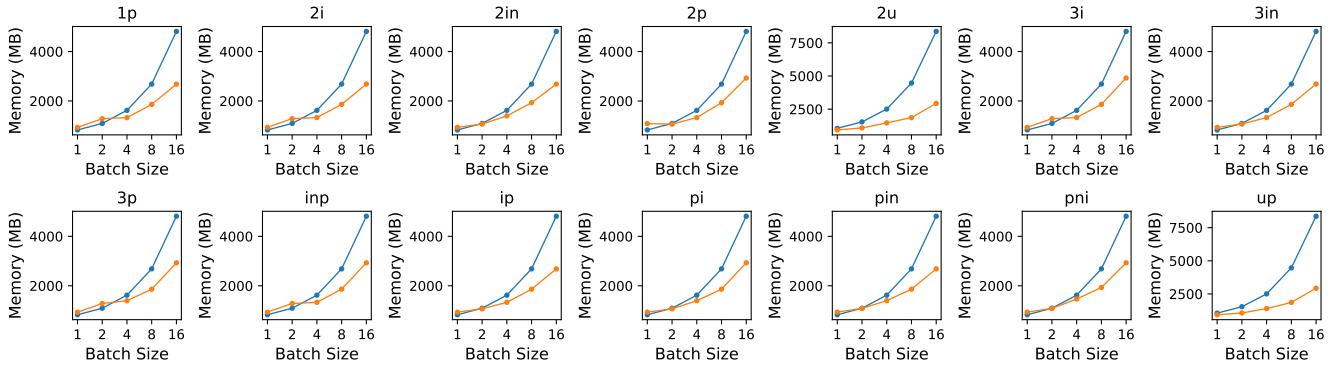 1p 2i 2in 2p 2u 3i 3in
Memory (MB) 4000 2000 Memory (MB) 4000 2000 Memory (MB) 4000 2000 Memory (MB) 4000 2000 Memory (MB) 7500 5000 2500 Memory (MB) 4000 2000 Memory (MB) 4000 2000
1 2 4 8 16 1 2 4 8 16 1 2 4 8 16 1 2 4 8 16 1 2 4 8 16 1 2 4 8 16 1 2 4 8 16
Batch Size Batch Size Batch Size Batch Size Batch Size Batch Size Batch Size
3p inp ip pi pin pni up
Memory (MB) 4000 2000 Memory (MB) 4000 2000 Memory (MB) 4000 2000 Memory (MB) 4000 2000 Memory (MB) 4000 2000 Memory (MB) 4000 2000 Memory (MB) 7500 5000 2500
1 2 4 8 16 1 2 4 8 16 1 2 4 8 16 1 2 4 8 16 1 2 4 8 16 1 2 4 8 16 1 2 4 8 16
Batch Size Batch Size Batch Size Batch Size Batch Size Batch Size Batch Size